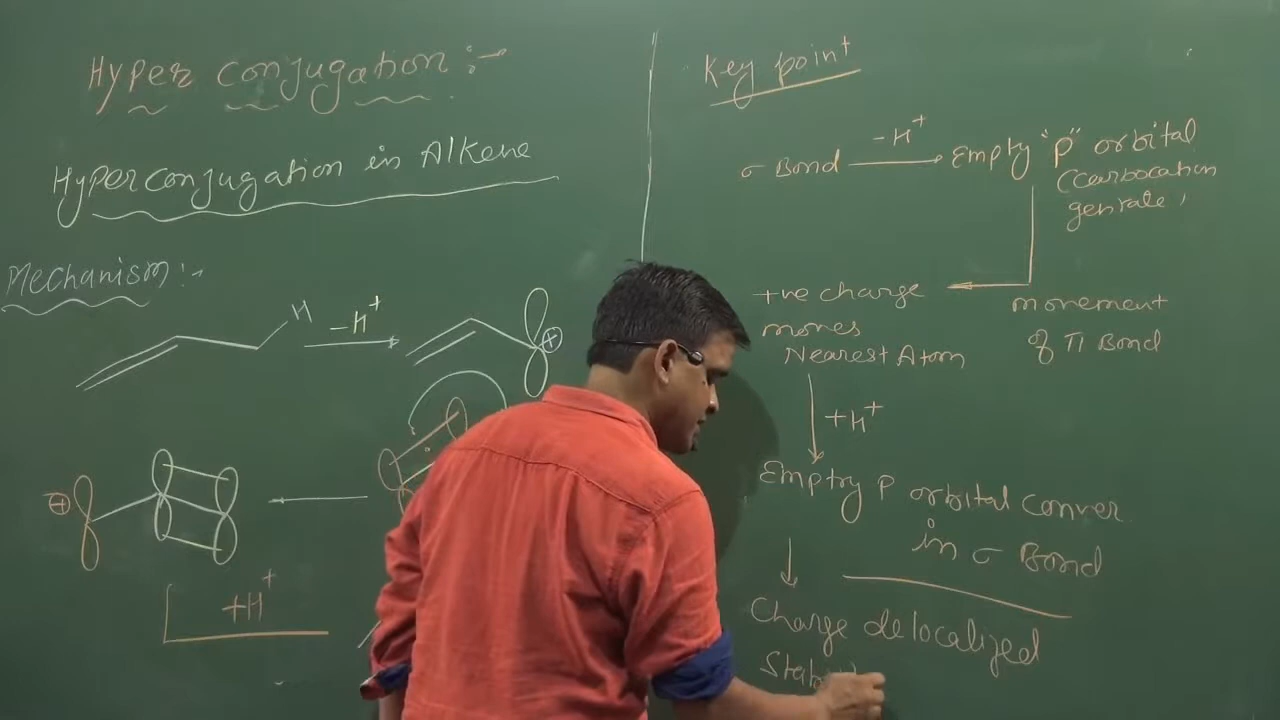 Hyper conjugation :-
Hyperconjugation in Alkene
Mechanism :-
H
-H+
+
+
+H+
Key point
σ Bond -H+ Empty "P" orbital
(carbocation
genrate)
movement
of π Bond
+ve charge
moves
Nearest Atom
+H+
Empty p orbital conver
in σ Bond
Charge delocalized